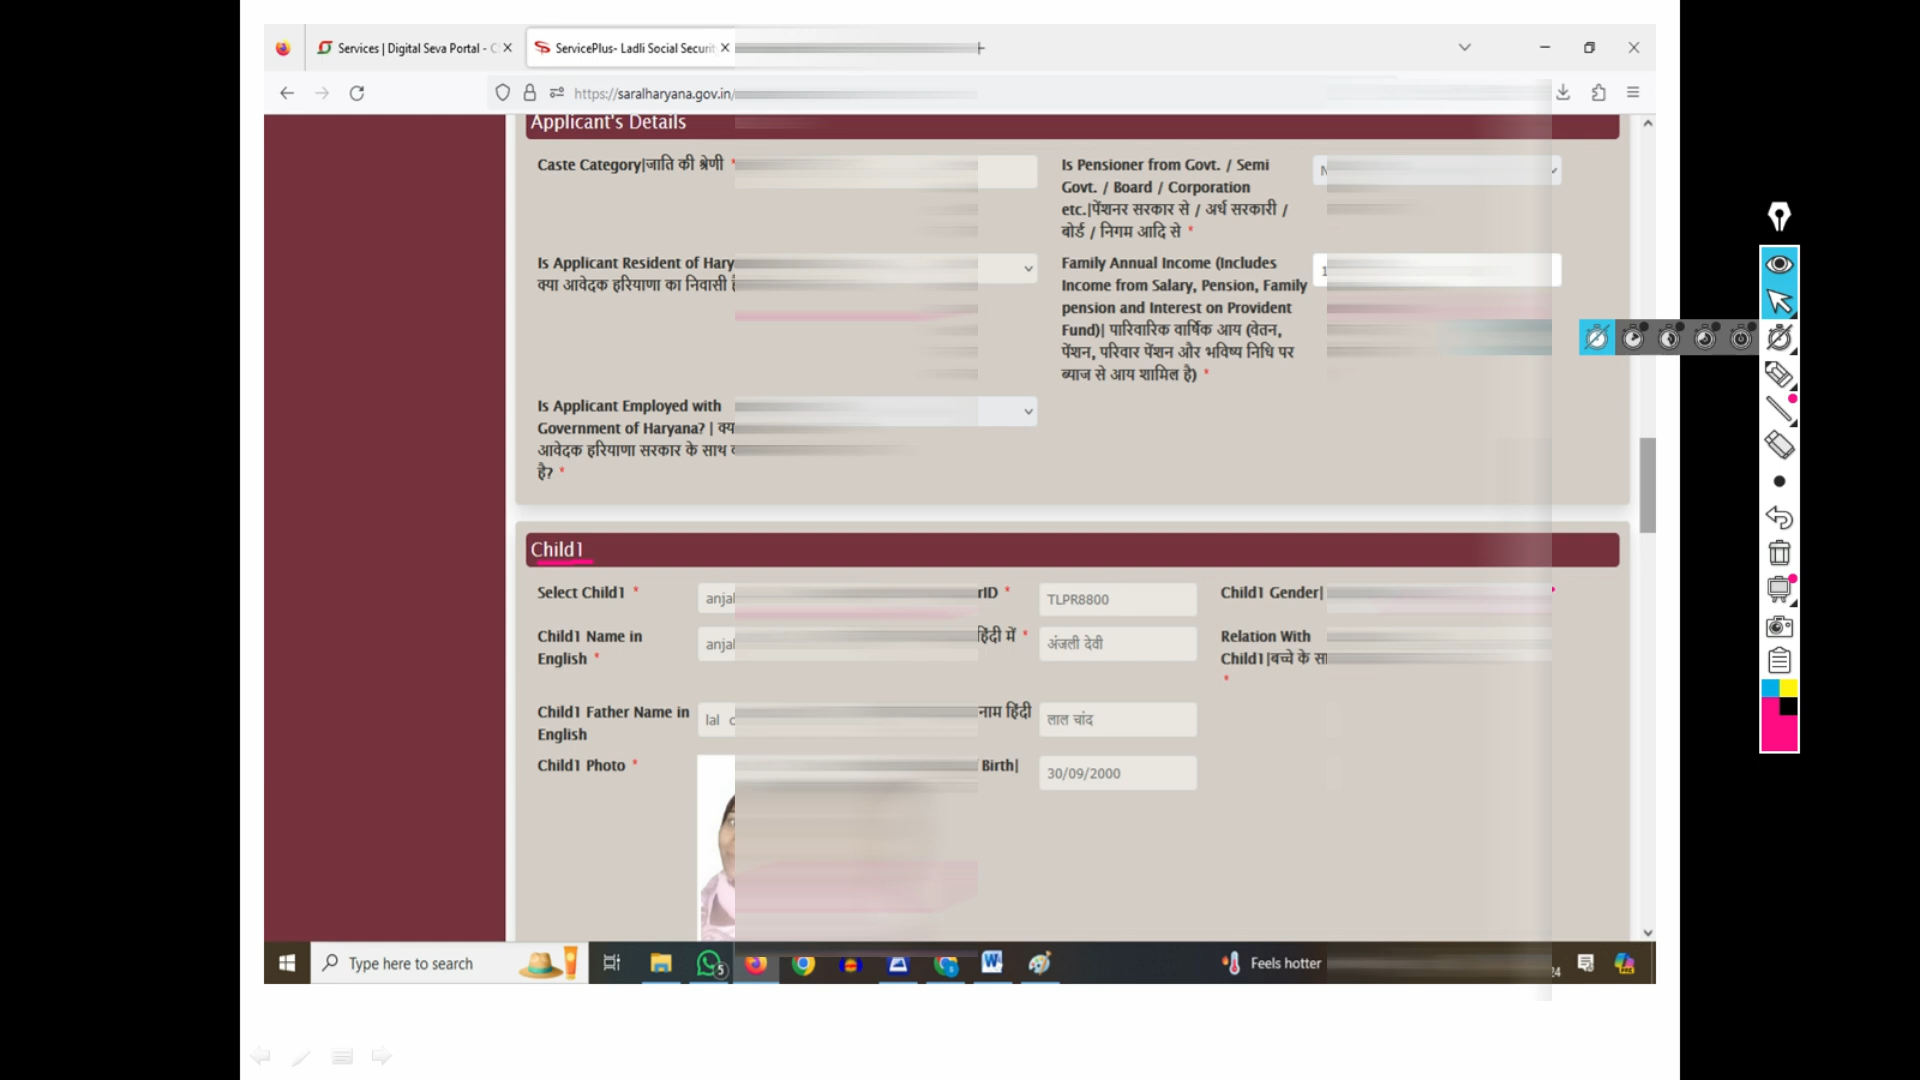 Services | Digital Seva Portal - C
ServicePlus- Ladli Social Securit
https://saralharyana.gov.in/
Applicant's Details
Caste Category|जाति की श्रेणी *
Is Pensioner from Govt. / Semi
Govt. / Board / Corporation
etc.|पेंशनर सरकार से / अर्ध सरकारी /
बोर्ड / निगम आदि से *
Is Applicant Resident of Hary
क्या आवेदक हरियाणा का निवासी
Family Annual Income (Includes
Income from Salary, Pension, Family
pension and Interest on Provident
Fund)| पारिवारिक वार्षिक आय (वेतन,
पेंशन, परिवार पेंशन और भविष्य निधि पर
ब्याज से आय शामिल है) *
Is Applicant Employed with
Government of Haryana? | क्य
आवेदक हरियाणा सरकार के साथ
है? *
Child1
Select Child1 *
anjal
rID *
TLPR8800
Child1 Gender|
Child1 Name in
English *
anjal
हिंदी में *
अंजली देवी
Relation With
Child1|बच्चे के सा
*
Child1 Father Name in
English
lal c
नाम हिंदी
लाल चांद
Child1 Photo *
Birth|
30/09/2000
Type here to search
5
Feels hotter
24